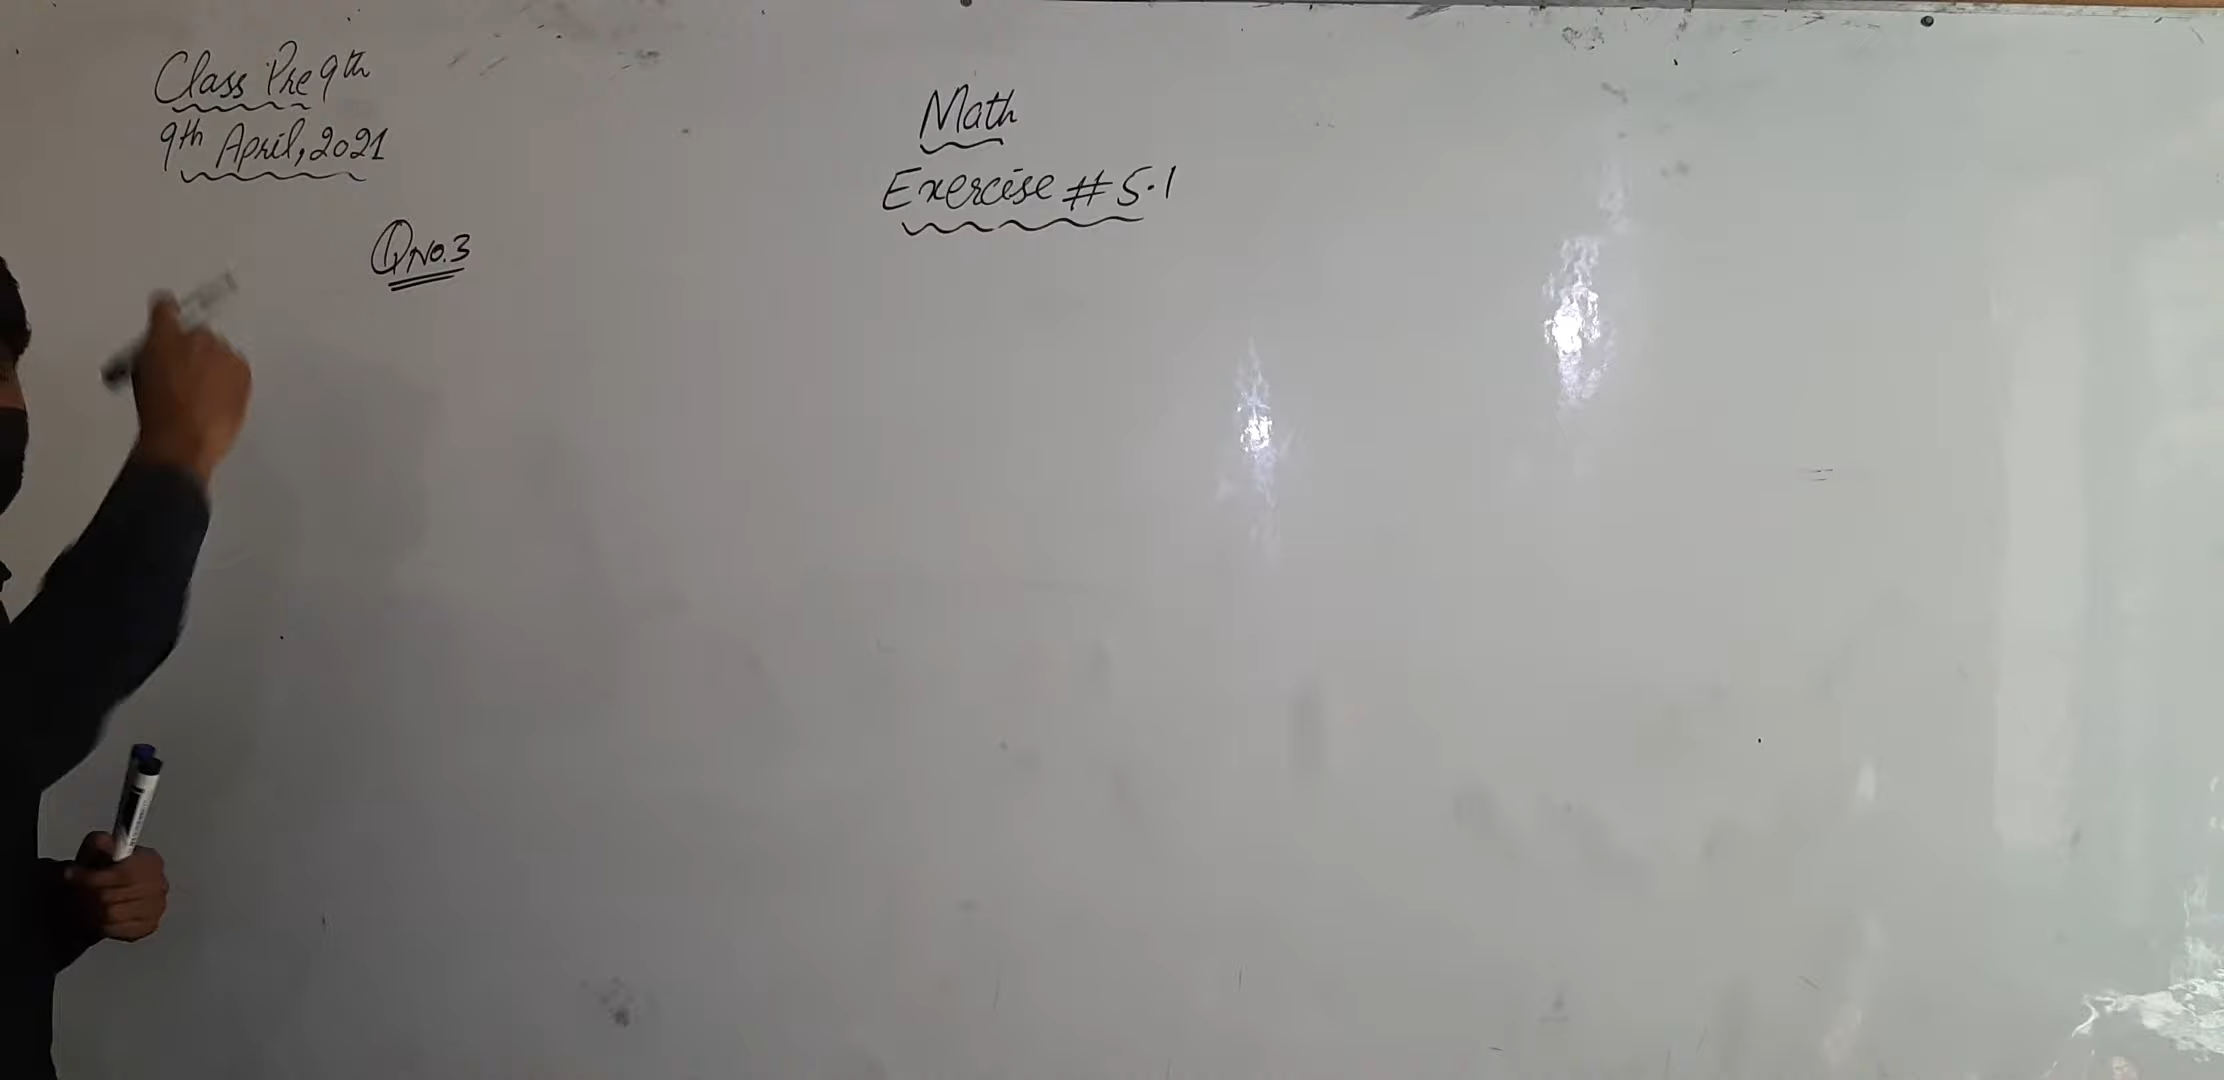 Class Pre 9th
9th April, 2021
Math
Exercise # 5.1
Q No. 3